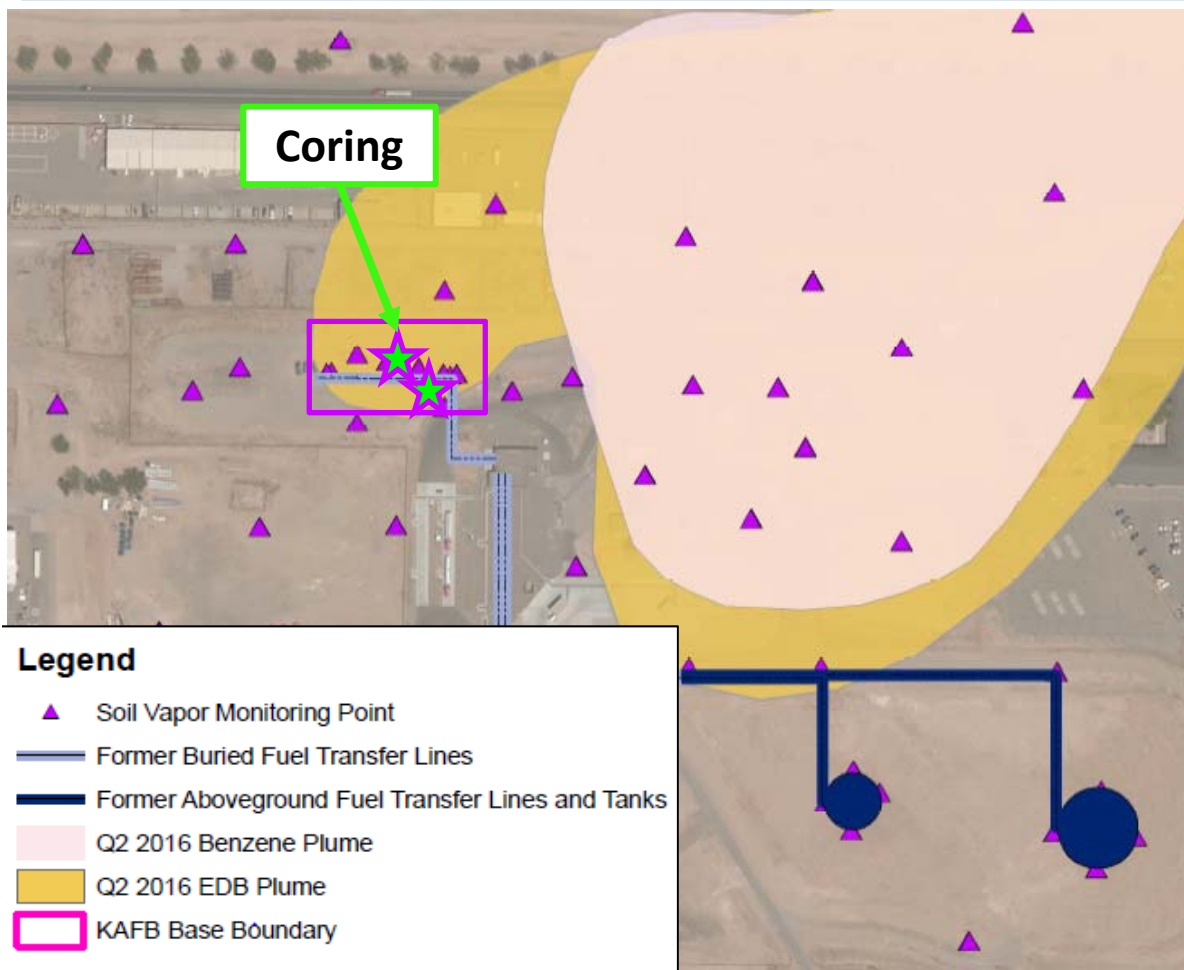 Coring
Legend
Soil Vapor Monitoring Point
Former Buried Fuel Transfer Lines
Former Aboveground Fuel Transfer Lines and Tanks
Q2 2016 Benzene Plume
Q2 2016 EDB Plume
KAFB Base Boundary